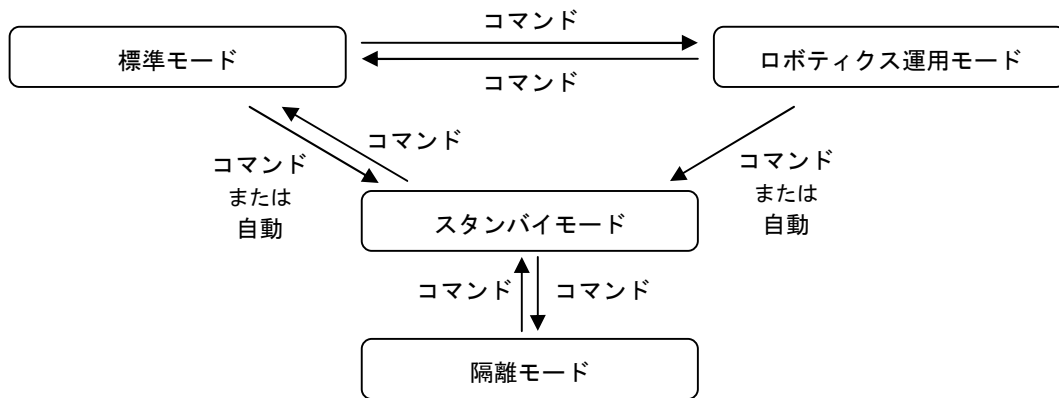 コマンド
標準モード
ロボティクス運用モード
コマンド
コマンド
コマンド
または
自動
コマンド
または
自動
スタンバイモード
コマンド
コマンド
隔離モード